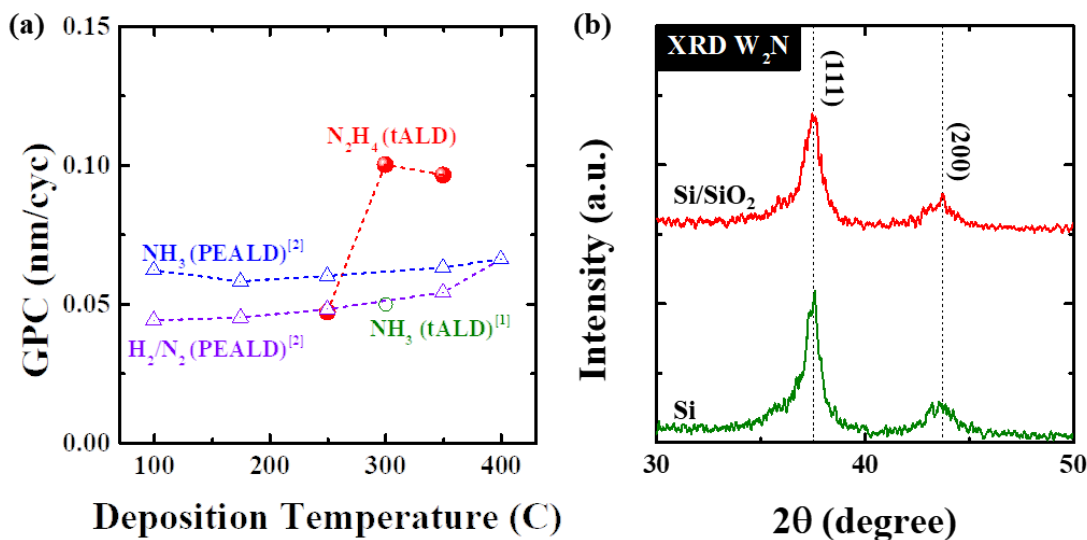 (a)
0.15
0.10
0.05
0.00
GPC (nm/cyc)
N₂H₄ (tALD)
NH₃ (PEALD)[2]
NH₃ (tALD)[1]
H₂/N₂ (PEALD)[2]
100
200
300
400
Deposition Temperature (C)
(b)
XRD W₂N
(111)
(200)
Si/SiO₂
Si
Intensity (a.u.)
30
40
50
2θ (degree)